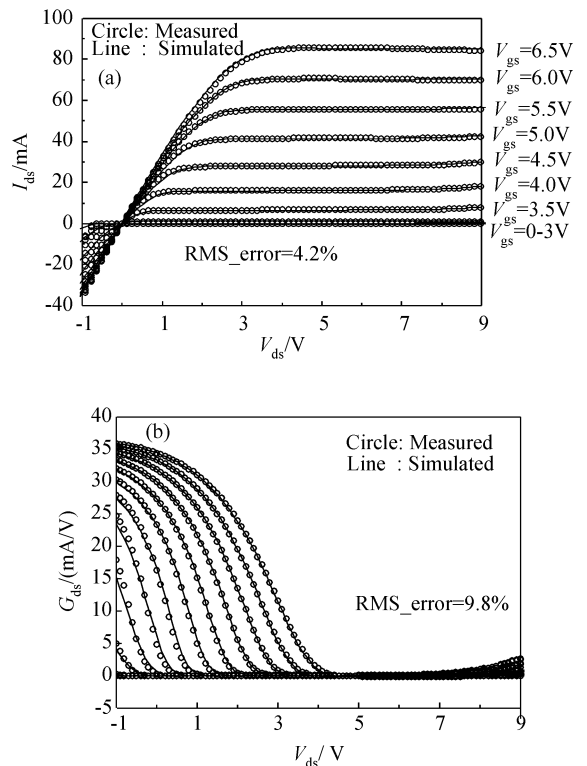 Circle: Measured
Line : Simulated
(a)
100
80
60
40
20
0
-20
-40
I_ds/mA
V_gs=6.5V
V_gs=6.0V
V_gs=5.5V
V_gs=5.0V
V_gs=4.5V
V_gs=4.0V
V_gs=3.5V
V_gs=0-3V
RMS_error=4.2%
-1 1 3 5 7 9
V_ds/V
(b)
Circle: Measured
Line : Simulated
40
35
30
25
20
15
10
5
0
-5
G_ds/(mA/V)
RMS_error=9.8%
-1 1 3 5 7 9
V_ds/ V